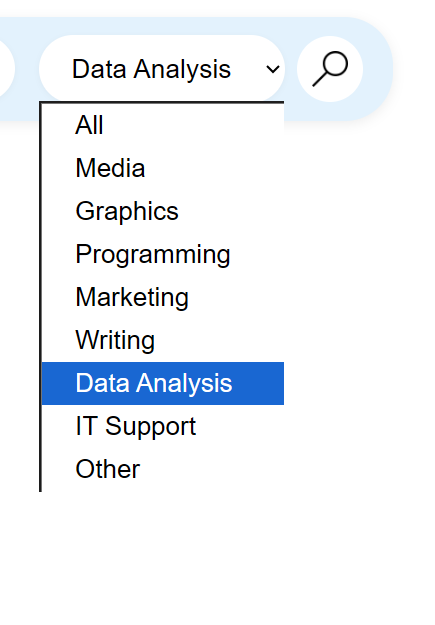 Data Analysis
All
Media
Graphics
Programming
Marketing
Writing
Data Analysis
IT Support
Other